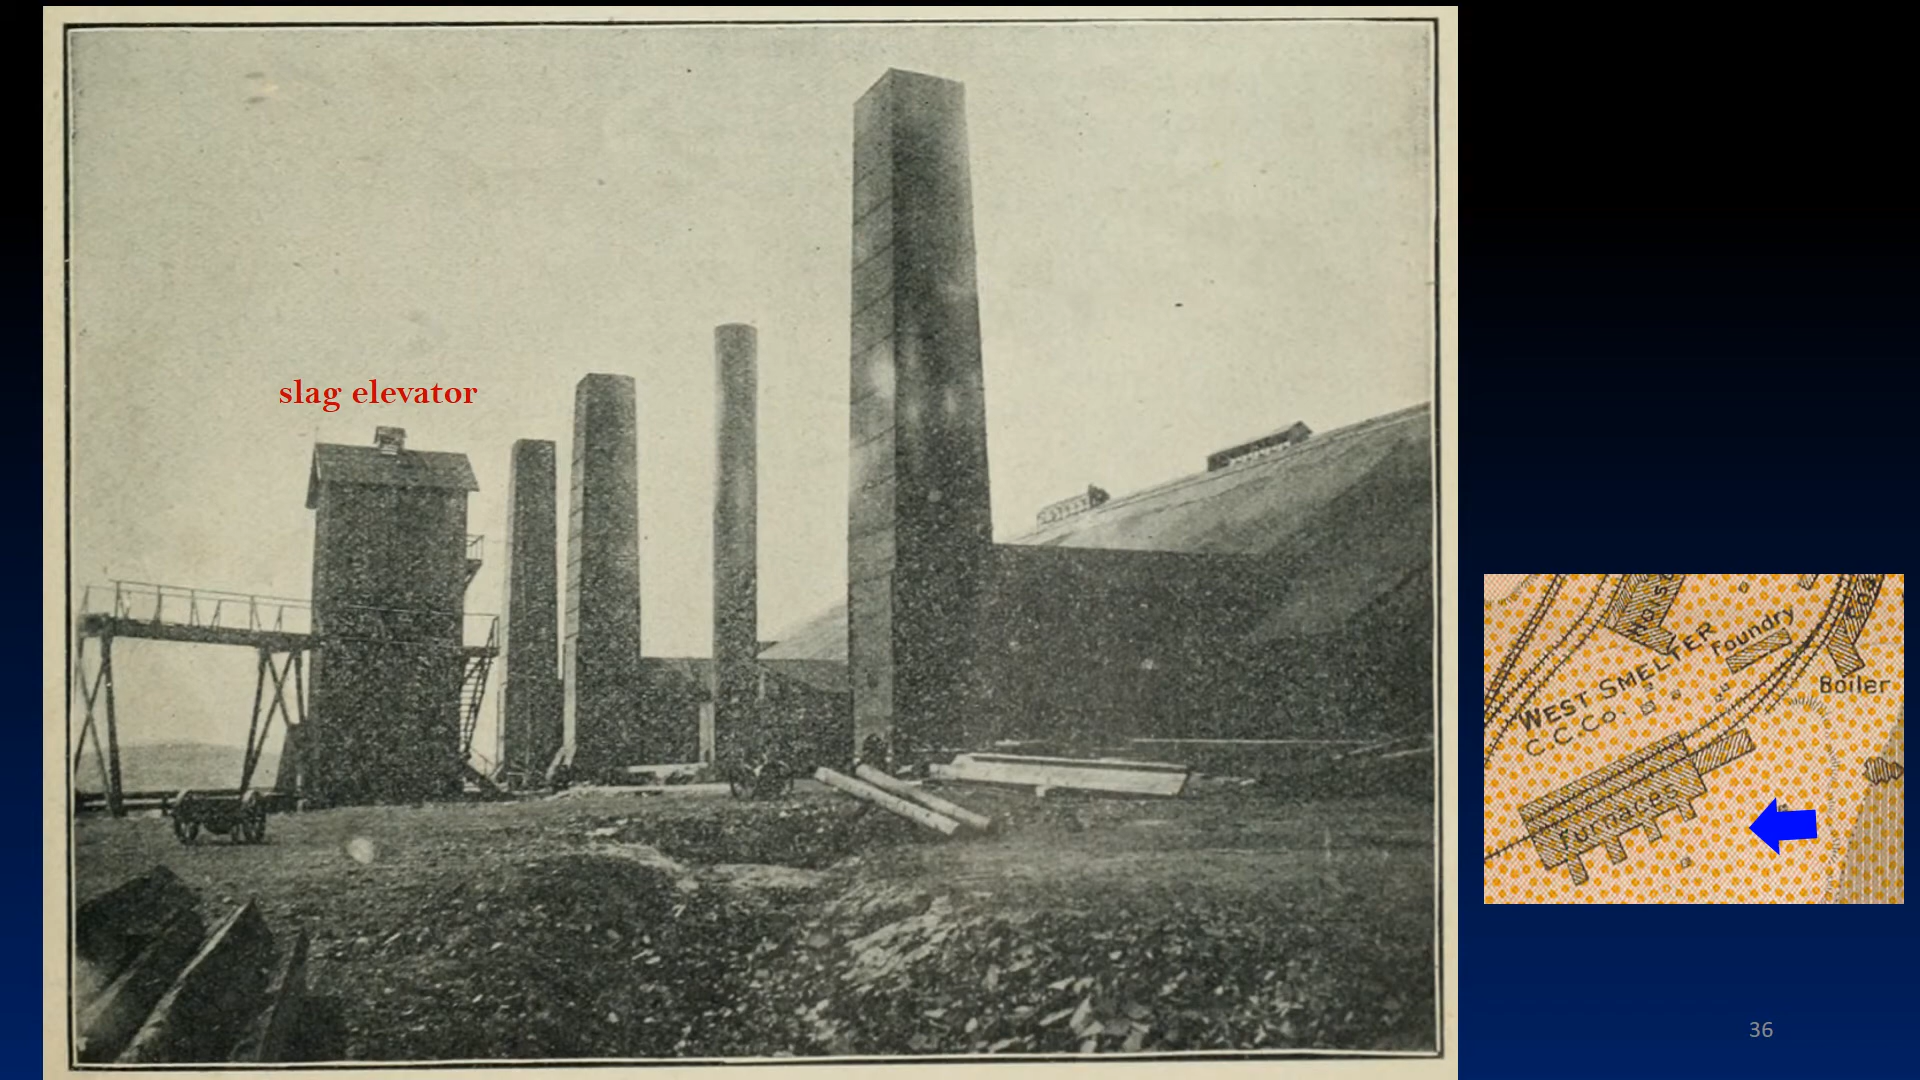 slag elevator
Foundry
WEST SMELTER
C.C.Co.
Boiler
Furnaces
36